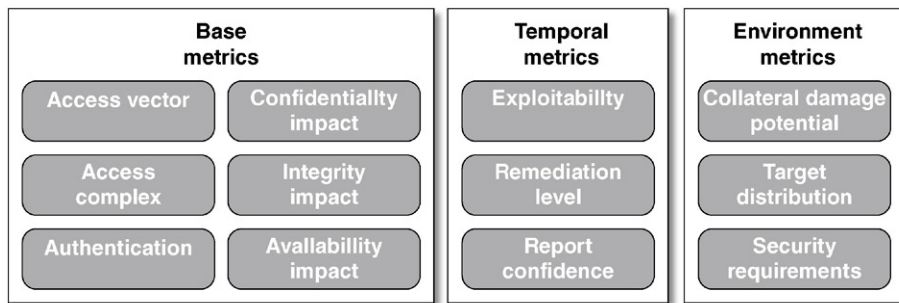 Base
metrics
Access vector
Confidentiallty
impact
Access
complex
Integrity
impact
Authentication
Avallabillity
impact
Temporal
metrics
Exploitabillty
Remediation
level
Report
confidence
Environment
metrics
Collateral damage
potential
Target
distribution
Security
requirements